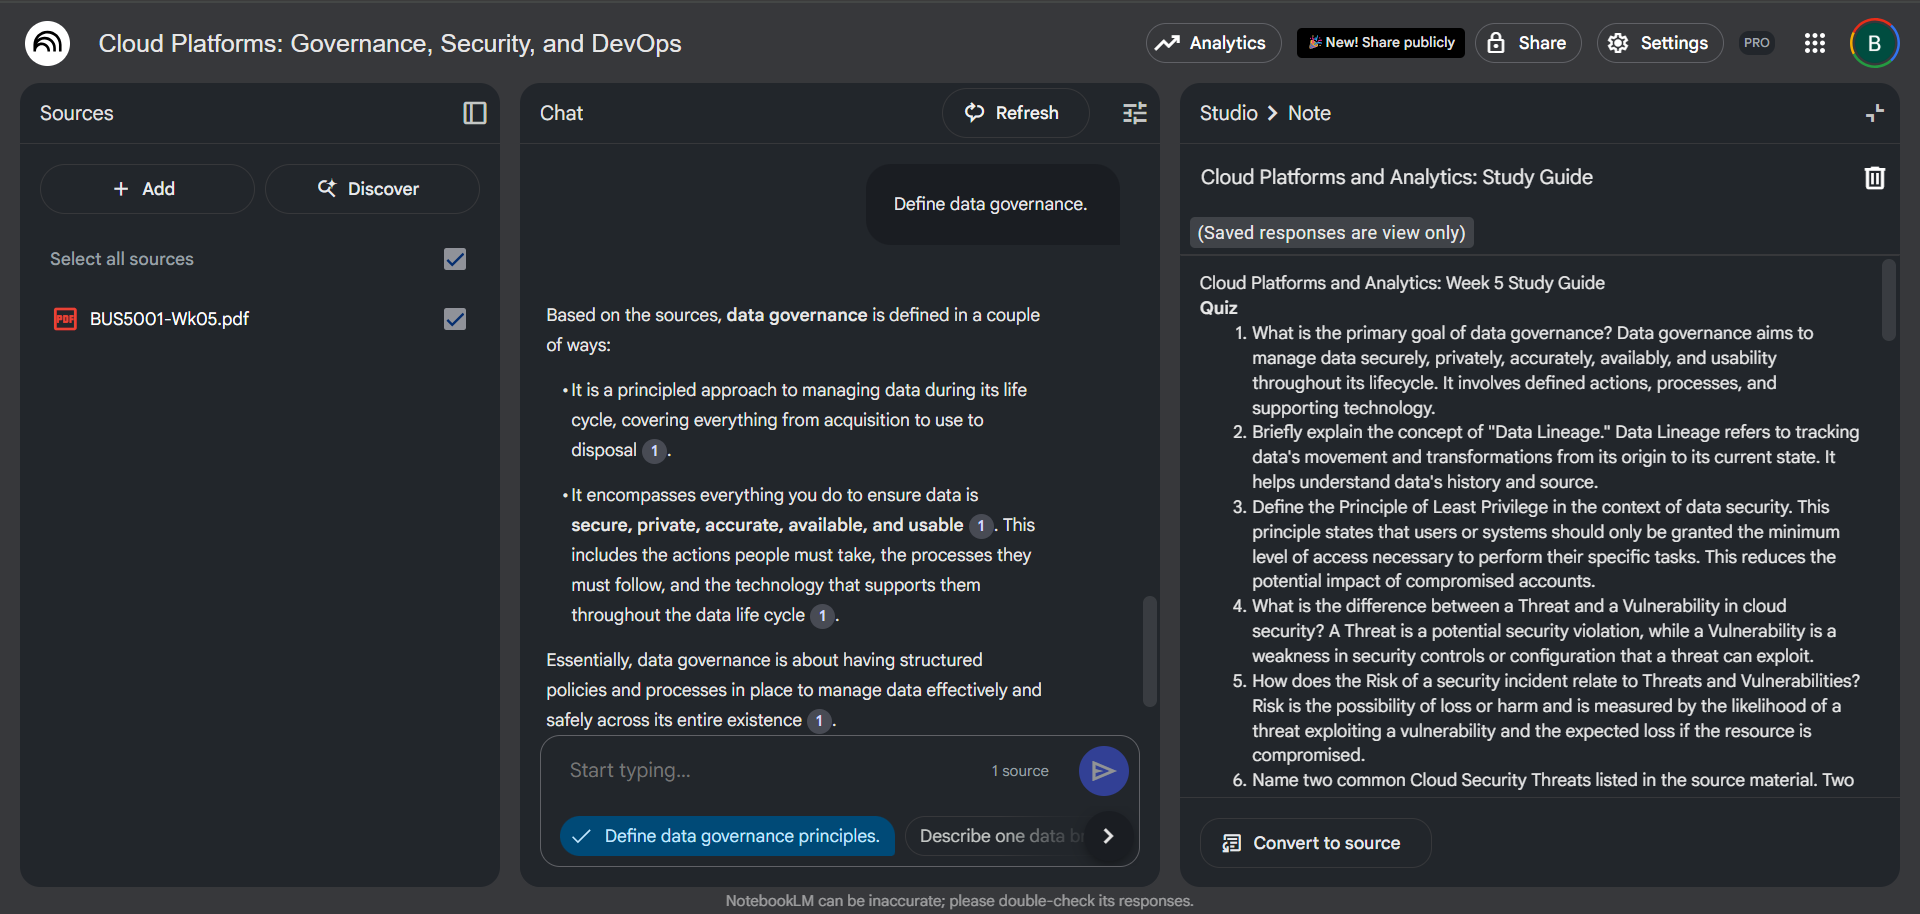 Cloud Platforms: Governance, Security, and DevOps
Analytics
New! Share publicly
Share
Settings
PRO
B
Sources
Add
Discover
Select all sources
PDF
BUS5001-Wk05.pdf
Chat
Refresh
Define data governance.
Based on the sources, data governance is defined in a couple
of ways:
• It is a principled approach to managing data during its life
cycle, covering everything from acquisition to use to
disposal 1.
• It encompasses everything you do to ensure data is
secure, private, accurate, available, and usable 1. This
includes the actions people must take, the processes they
must follow, and the technology that supports them
throughout the data life cycle 1.
Essentially, data governance is about having structured
policies and processes in place to manage data effectively and
safely across its entire existence 1.
Start typing...
1 source
Define data governance principles.
Describe one data
Studio > Note
Cloud Platforms and Analytics: Study Guide
(Saved responses are view only)
Cloud Platforms and Analytics: Week 5 Study Guide
Quiz
1. What is the primary goal of data governance? Data governance aims to
manage data securely, privately, accurately, availably, and usability
throughout its lifecycle. It involves defined actions, processes, and
supporting technology.
2. Briefly explain the concept of "Data Lineage." Data Lineage refers to tracking
data's movement and transformations from its origin to its current state. It
helps understand data's history and source.
3. Define the Principle of Least Privilege in the context of data security. This
principle states that users or systems should only be granted the minimum
level of access necessary to perform their specific tasks. This reduces the
potential impact of compromised accounts.
4. What is the difference between a Threat and a Vulnerability in cloud
security? A Threat is a potential security violation, while a Vulnerability is a
weakness in security controls or configuration that a threat can exploit.
5. How does the Risk of a security incident relate to Threats and Vulnerabilities?
Risk is the possibility of loss or harm and is measured by the likelihood of a
threat exploiting a vulnerability and the expected loss if the resource is
compromised.
6. Name two common Cloud Security Threats listed in the source material. Two
Convert to source
NotebookLM can be inaccurate; please double-check its responses.